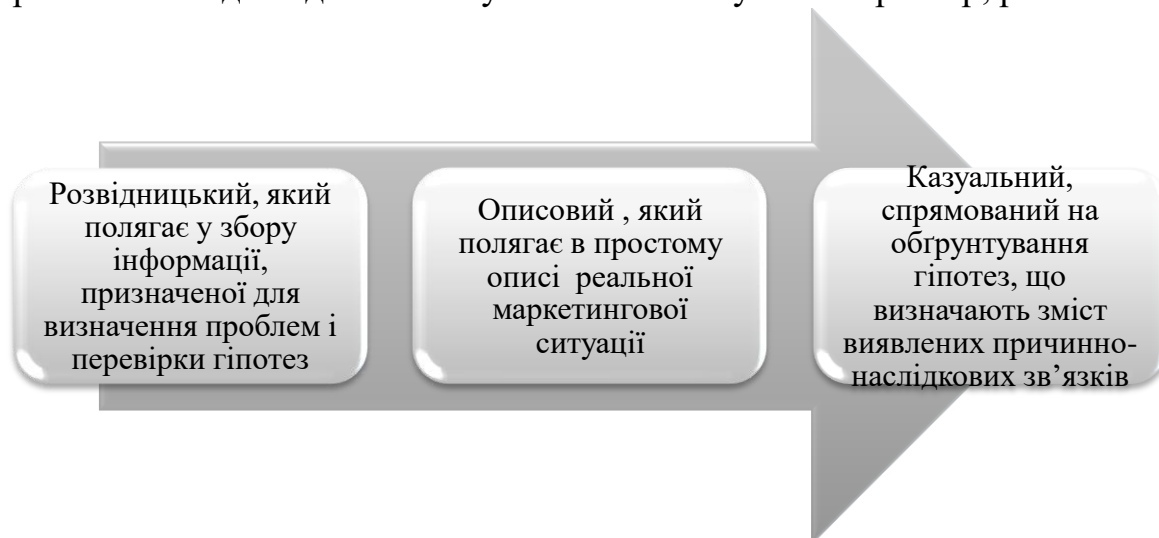 Розвідницький, який
полягає у збору
інформації,
призначеної для
визначення проблем і
перевірки гіпотез
Описовий , який
полягає в простому
описі реальної
маркетингової
ситуації
Казуальний,
спрямований на
обґрунтування
гіпотез, що
визначають зміст
виявлених причинно-
наслідкових зв’язків